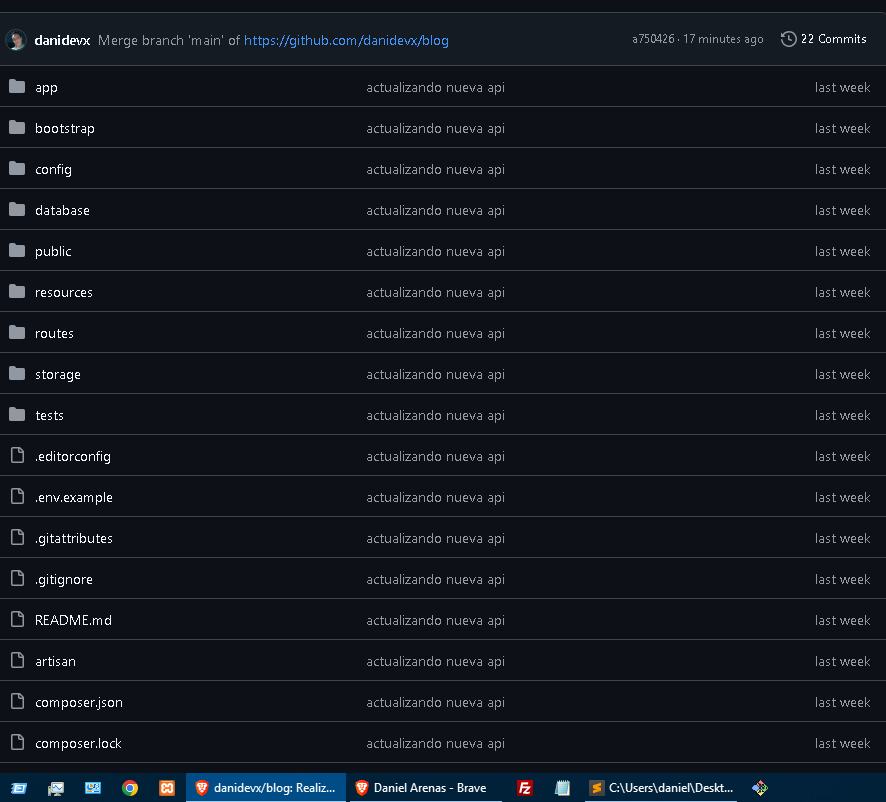 danidevx Merge branch 'main' of https://github.com/danidevx/blog a750426 · 17 minutes ago 22 Commits
app actualizando nueva api last week
bootstrap actualizando nueva api last week
config actualizando nueva api last week
database actualizando nueva api last week
public actualizando nueva api last week
resources actualizando nueva api last week
routes actualizando nueva api last week
storage actualizando nueva api last week
tests actualizando nueva api last week
.editorconfig actualizando nueva api last week
.env.example actualizando nueva api last week
.gitattributes actualizando nueva api last week
.gitignore actualizando nueva api last week
README.md actualizando nueva api last week
artisan actualizando nueva api last week
composer.json actualizando nueva api last week
composer.lock actualizando nueva api last week
danidevx/blog: Realiz... Daniel Arenas - Brave Fz C:\Users\daniel\Deskt...